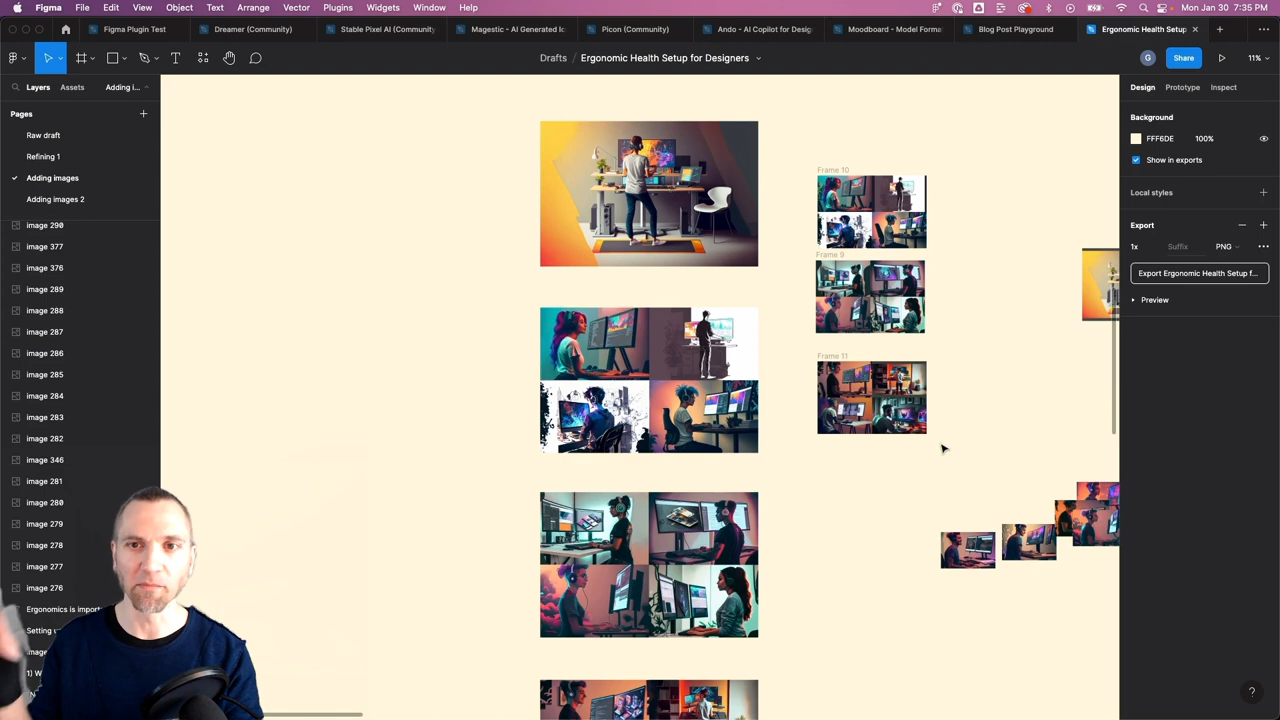 Figma File Edit View Object Text Arrange Vector Plugins Widgets Window Help
Mon Jan 30 7:35 PM
Figma Plugin Test
Dreamer (Community)
Stable Pixel AI (Community
Magestic - AI Generated Ic
Picon (Community)
Ando - AI Copilot for Desig
Moodboard - Model Forma
Blog Post Playground
Ergonomic Health Setup
Drafts / Ergonomic Health Setup for Designers
G
Share
11%
Layers
Assets
Adding i...
Pages
Raw draft
Refining 1
Adding images
Adding images 2
image 290
image 377
image 376
image 289
image 288
image 287
image 286
image 285
image 284
image 283
image 282
image 346
image 281
image 280
image 279
image 278
image 277
image 276
Ergonomics is import
Setting
Frame 10
Frame 9
Frame 11
Design
Prototype
Inspect
Background
FFF6DE
100%
Show in exports
Local styles
Export
1x
Suffix
PNG
Export Ergonomic Health Setup f...
Preview
?